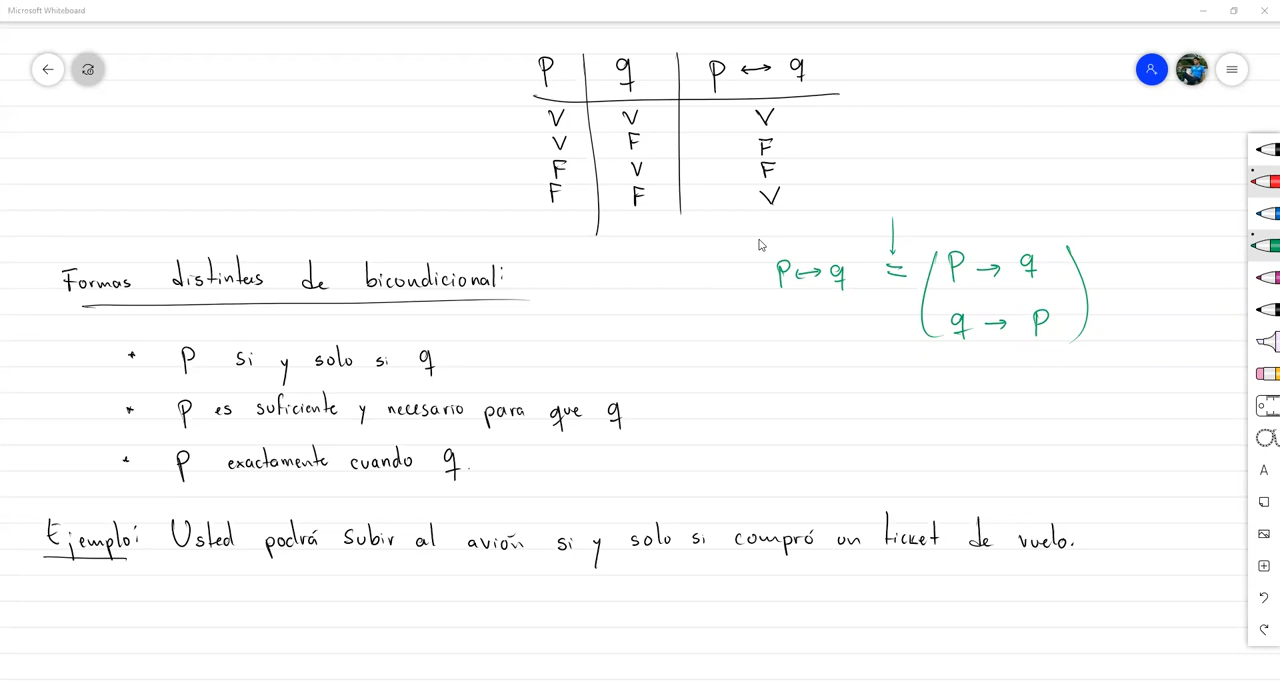 Microsoft Whiteboard
P q P ↔ q
V V V
V F F
F V F
F F V
P ↔ q = ( P → q
q → P )
Formas distintas de bicondicional:
* P si y solo si q
* P es suficiente y necesario para que q
* P exactamente cuando q.
Ejemplo: Usted podrá subir al avión si y solo si compró un ticket de vuelo.
A